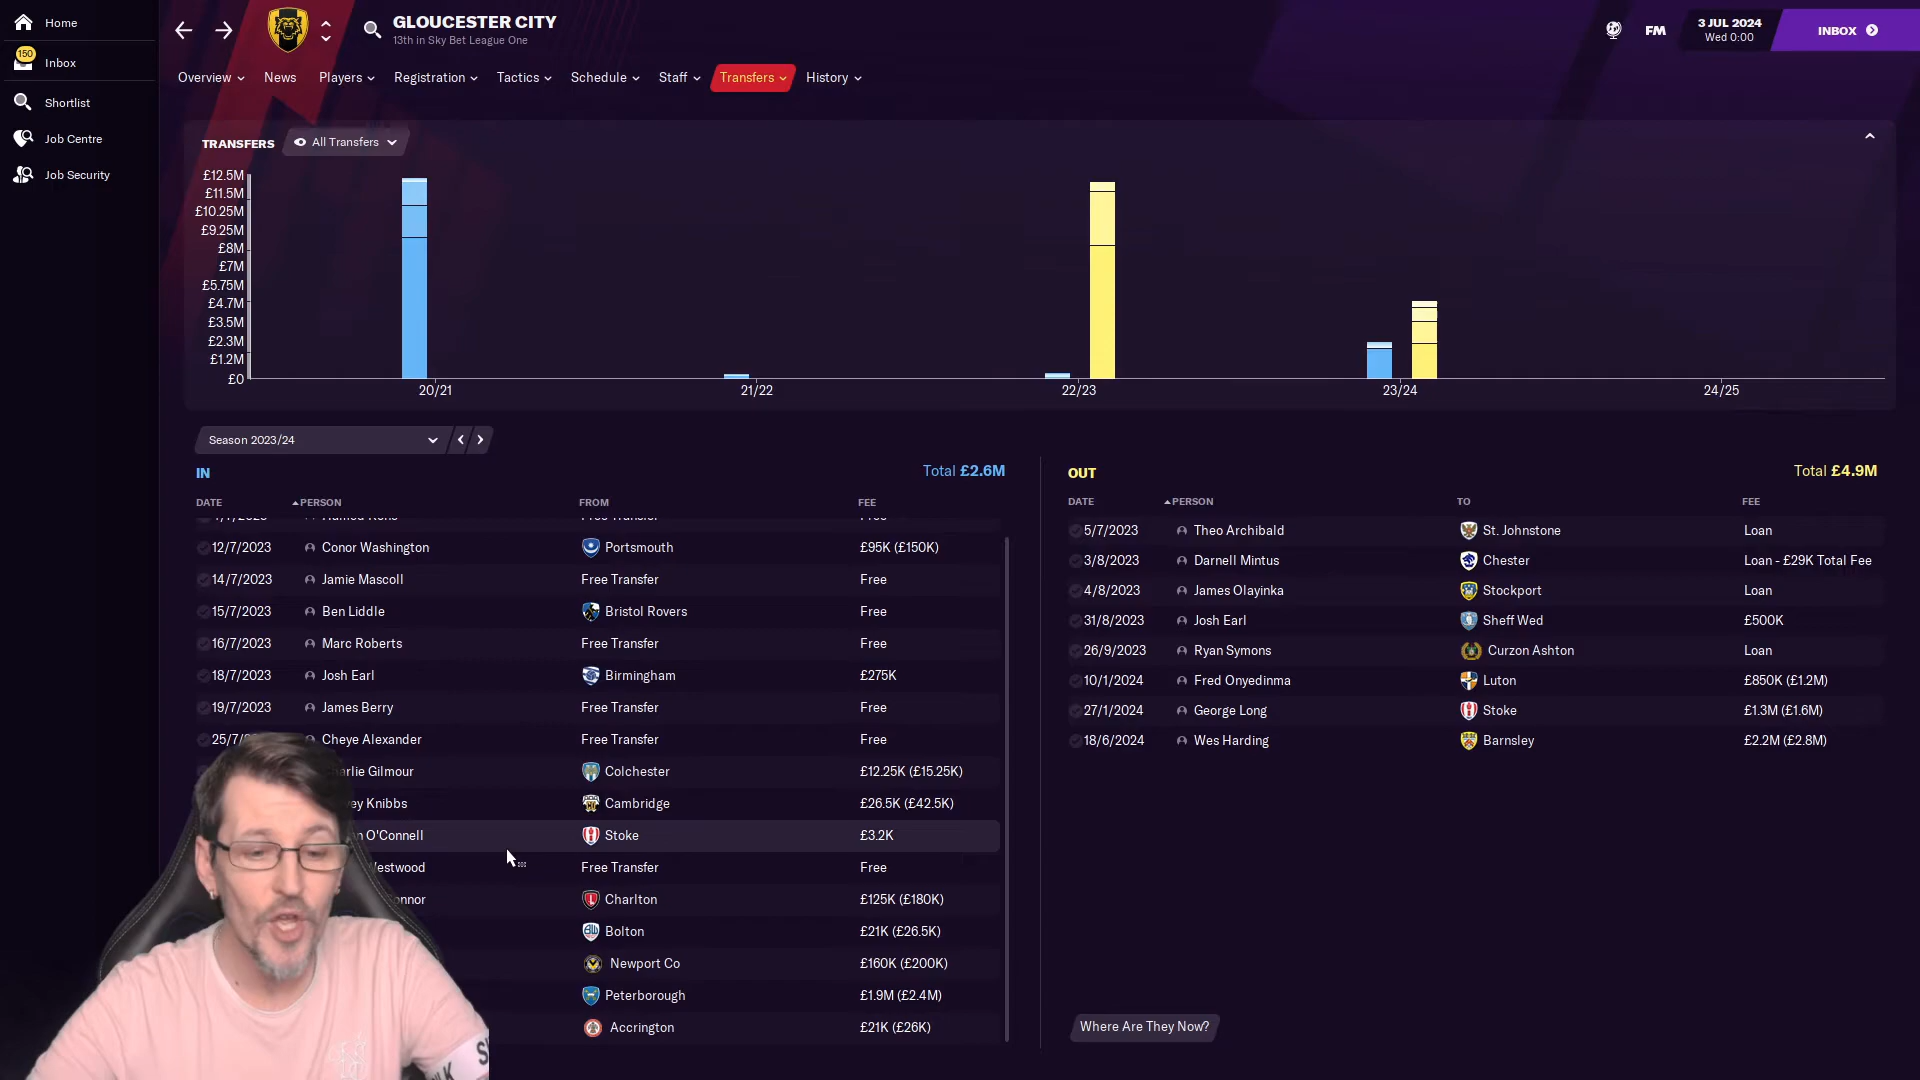 Home
150
Inbox
Shortlist
Job Centre
Job Security
GLOUCESTER CITY
13th in Sky Bet League One
FM
3 JUL 2024
Wed 0:00
INBOX
Overview News Players Registration Tactics Schedule Staff Transfers History
TRANSFERS All Transfers
£12.5M
£11.5M
£10.25M
£9.25M
£8M
£7M
£5.75M
£4.7M
£3.5M
£2.3M
£1.2M
£0
20/21 21/22 22/23 23/24 24/25
Season 2023/24
IN Total £2.6M
DATE PERSON FROM FEE
12/7/2023 Conor Washington Portsmouth £95K (£150K)
14/7/2023 Jamie Mascoll Free Transfer Free
15/7/2023 Ben Liddle Bristol Rovers Free
16/7/2023 Marc Roberts Free Transfer Free
18/7/2023 Josh Earl Birmingham £275K
19/7/2023 James Berry Free Transfer Free
25/7/ Cheye Alexander Free Transfer Free
arlie Gilmour Colchester £12.25K (£15.25K)
ey Knibbs Cambridge £26.5K (£42.5K)
n O'Connell Stoke £3.2K
Westwood Free Transfer Free
onnor Charlton £125K (£180K)
Bolton £21K (£26.5K)
Newport Co £160K (£200K)
Peterborough £1.9M (£2.4M)
Accrington £21K (£26K)
OUT Total £4.9M
DATE PERSON TO FEE
5/7/2023 Theo Archibald St. Johnstone Loan
3/8/2023 Darnell Mintus Chester Loan - £29K Total Fee
4/8/2023 James Olayinka Stockport Loan
31/8/2023 Josh Earl Sheff Wed £500K
26/9/2023 Ryan Symons Curzon Ashton Loan
10/1/2024 Fred Onyedinma Luton £850K (£1.2M)
27/1/2024 George Long Stoke £1.3M (£1.6M)
18/6/2024 Wes Harding Barnsley £2.2M (£2.8M)
Where Are They Now?